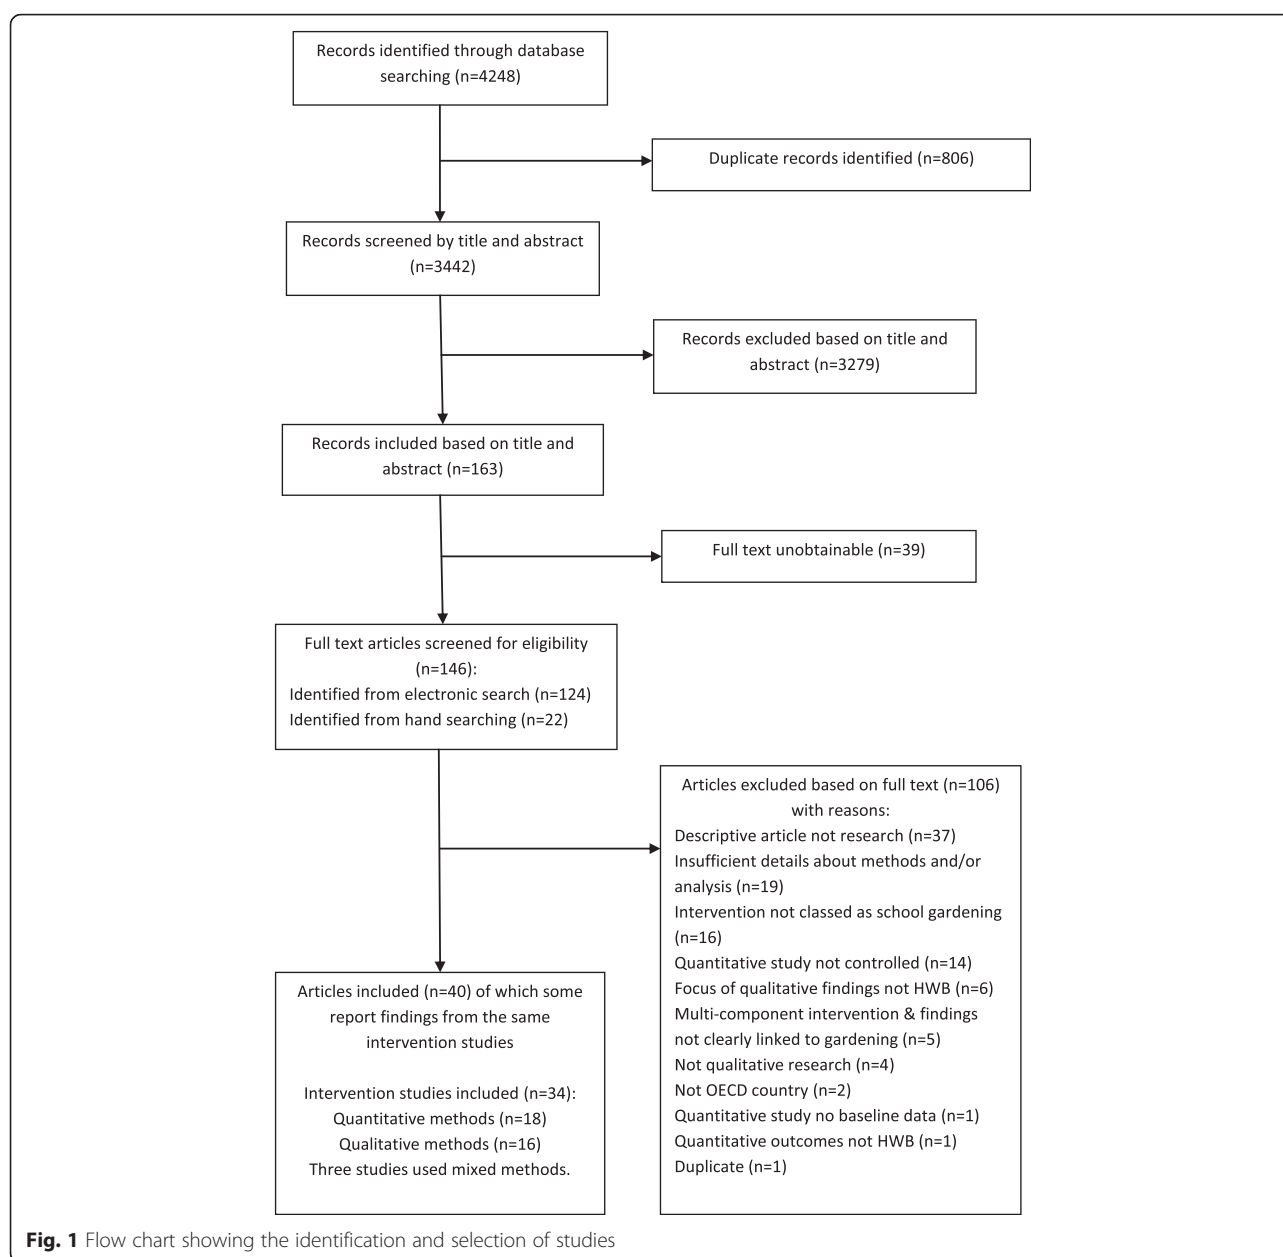 Records identified through database
searching (n=4248)
Duplicate records identified (n=806)
Records screened by title and abstract
(n=3442)
Records excluded based on title and
abstract (n=3279)
Records included based on title and
abstract (n=163)
Full text unobtainable (n=39)
Full text articles screened for eligibility
(n=146):
Identified from electronic search (n=124)
Identified from hand searching (n=22)
Articles excluded based on full text (n=106)
with reasons:
Descriptive article not research (n=37)
Insufficient details about methods and/or
analysis (n=19)
Intervention not classed as school gardening
(n=16)
Quantitative study not controlled (n=14)
Focus of qualitative findings not HWB (n=6)
Multi-component intervention & findings
not clearly linked to gardening (n=5)
Not qualitative research (n=4)
Not OECD country (n=2)
Quantitative study no baseline data (n=1)
Quantitative outcomes not HWB (n=1)
Duplicate (n=1)
Articles included (n=40) of which some
report findings from the same
intervention studies
Intervention studies included (n=34):
Quantitative methods (n=18)
Qualitative methods (n=16)
Three studies used mixed methods.
Fig. 1 Flow chart showing the identification and selection of studies